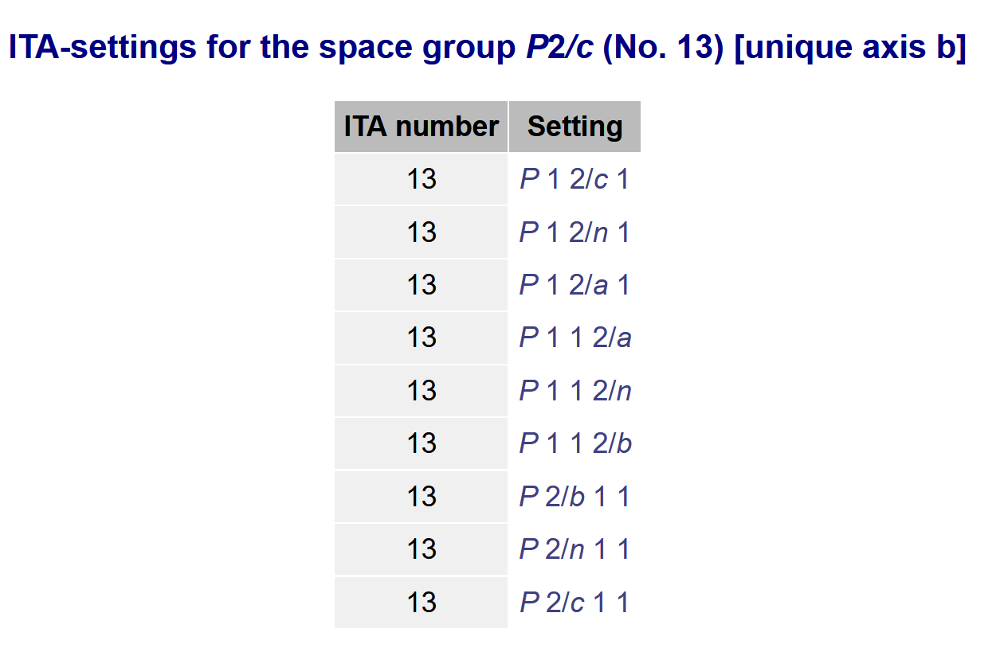 ITA-settings for the space group P2/c (No. 13) [unique axis b]
ITA number Setting
13 P 1 2/c 1
13 P 1 2/n 1
13 P 1 2/a 1
13 P 1 1 2/a
13 P 1 1 2/n
13 P 1 1 2/b
13 P 2/b 1 1
13 P 2/n 1 1
13 P 2/c 1 1